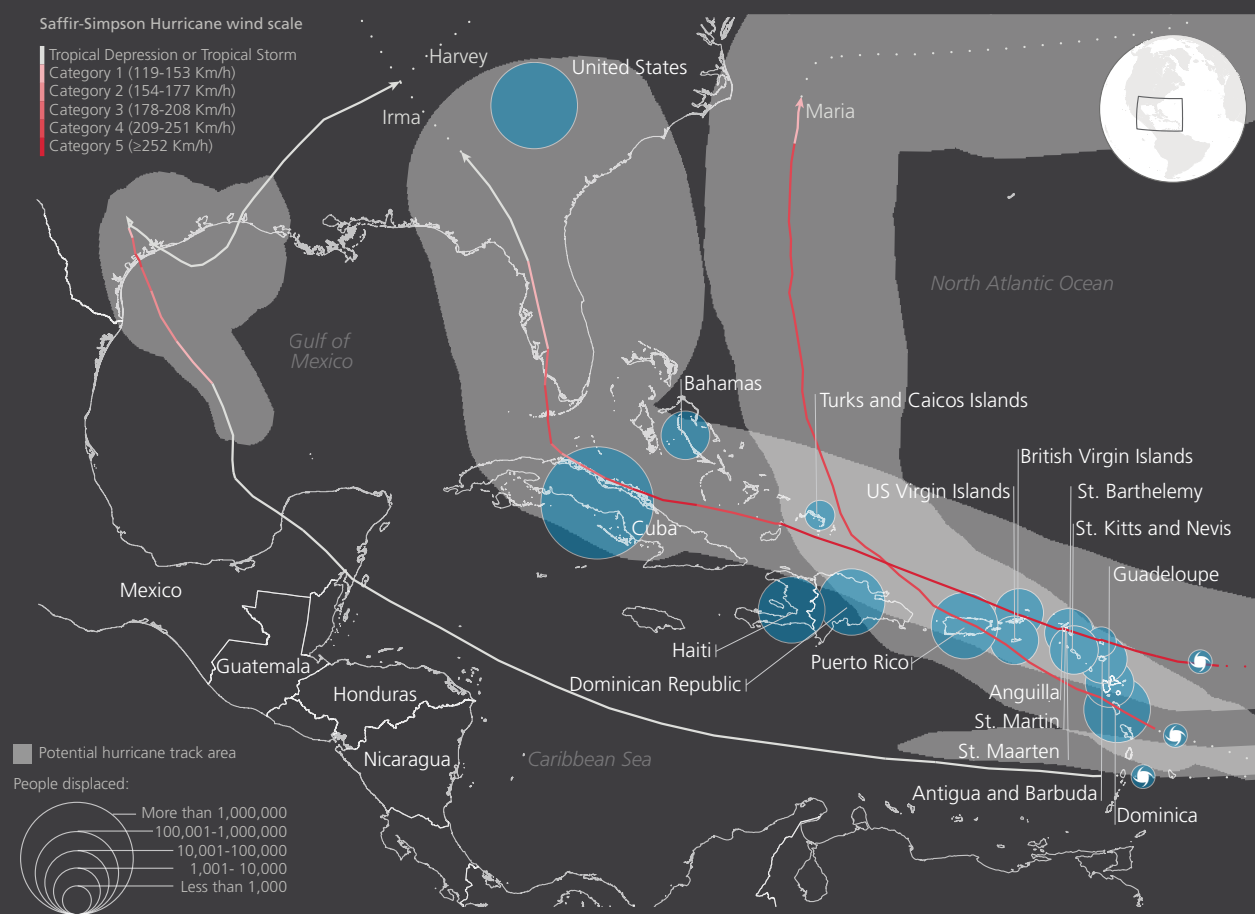 Saffir-Simpson Hurricane wind scale
Tropical Depression or Tropical Storm
Category 1 (119-153 Km/h)
Category 2 (154-177 Km/h)
Category 3 (178-208 Km/h)
Category 4 (209-251 Km/h)
Category 5 (≥252 Km/h)
Harvey
United States
Irma
Maria
North Atlantic Ocean
Gulf of
Mexico
Bahamas
Turks and Caicos Islands
British Virgin Islands
US Virgin Islands
St. Barthelemy
Cuba
St. Kitts and Nevis
Guadeloupe
Mexico
Haiti
Puerto Rico
Guatemala
Dominican Republic
Honduras
Anguilla
St. Martin
St. Maarten
Nicaragua
Caribbean Sea
Antigua and Barbuda
Dominica
Potential hurricane track area
People displaced:
More than 1,000,000
100,001-1,000,000
10,001-100,000
1,001- 10,000
Less than 1,000